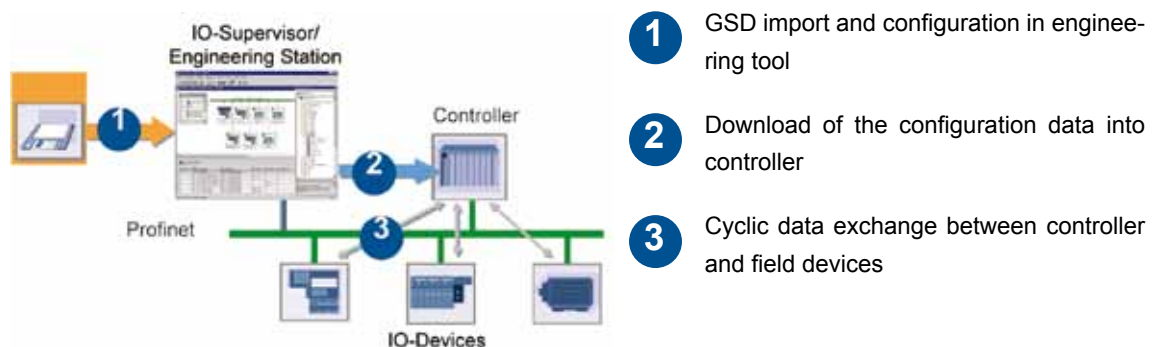 IO-Supervisor/
Engineering Station
1
Controller
2
Profinet
3
IO-Devices
1
GSD import and configuration in enginee-
ring tool
2
Download of the configuration data into
controller
3
Cyclic data exchange between controller
and field devices